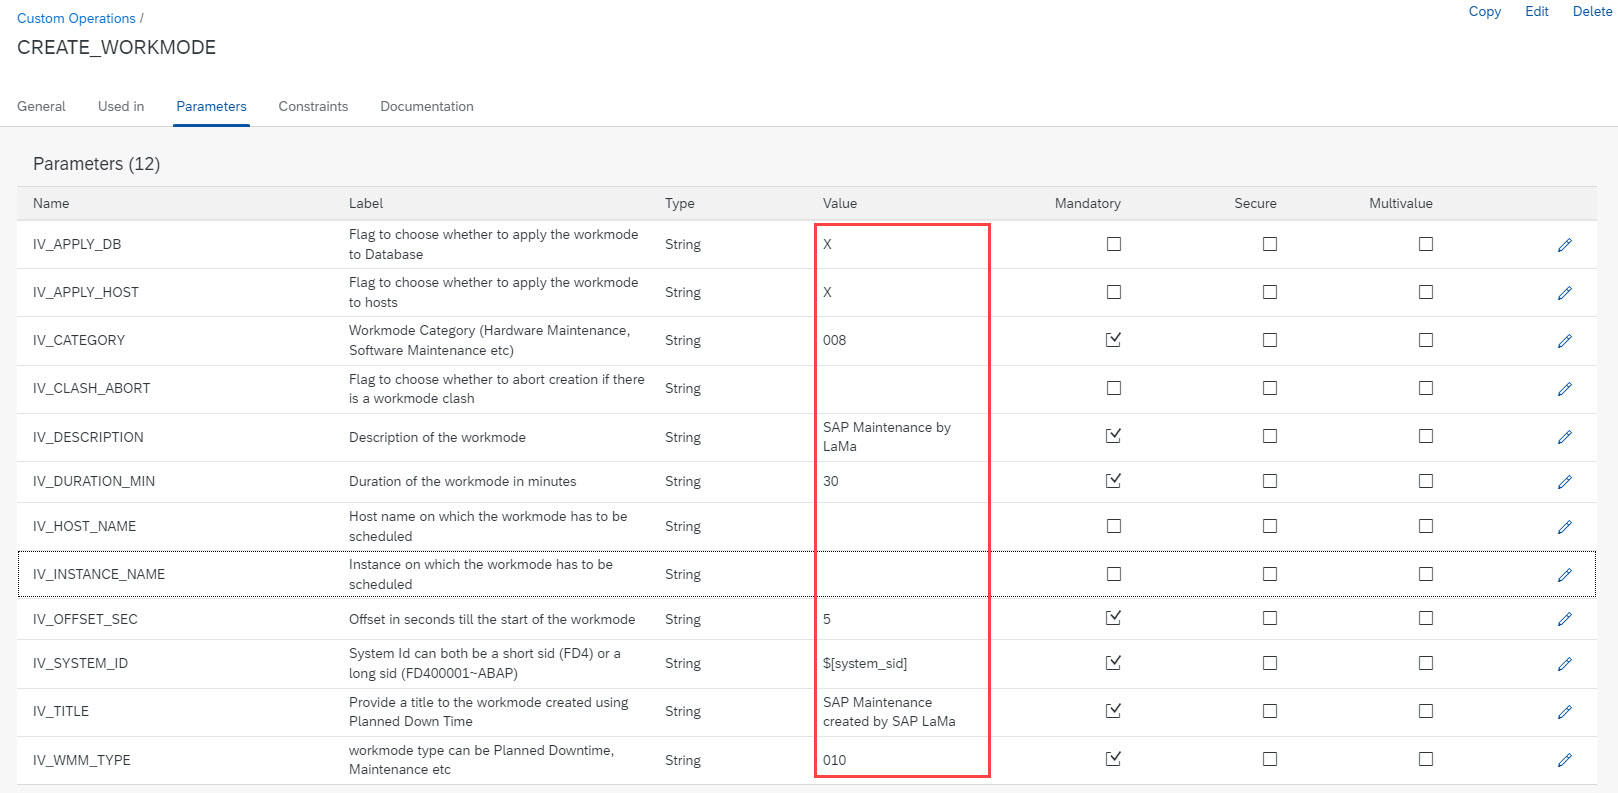 Custom Operations /
Copy Edit Delete
CREATE_WORKMODE
General Used in Parameters Constraints Documentation
Parameters (12)
Name Label Type Value Mandatory Secure Multivalue
IV_APPLY_DB
Flag to choose whether to apply the workmode
to Database
String
X
IV_APPLY_HOST
Flag to choose whether to apply the workmode
to hosts
String
X
IV_CATEGORY
Workmode Category (Hardware Maintenance,
Software Maintenance etc)
String
008
IV_CLASH_ABORT
Flag to choose whether to abort creation if there
is a workmode clash
String
IV_DESCRIPTION
Description of the workmode
String
SAP Maintenance by
LaMa
IV_DURATION_MIN
Duration of the workmode in minutes
String
30
IV_HOST_NAME
Host name on which the workmode has to be
scheduled
String
IV_INSTANCE_NAME
Instance on which the workmode has to be
scheduled
String
IV_OFFSET_SEC
Offset in seconds till the start of the workmode
String
5
IV_SYSTEM_ID
System Id can both be a short sid (FD4) or a
long sid (FD400001~ABAP)
String
$[system_sid]
IV_TITLE
Provide a title to the workmode created using
Planned Down Time
String
SAP Maintenance
created by SAP LaMa
IV_WMM_TYPE
workmode type can be Planned Downtime,
Maintenance etc
String
010